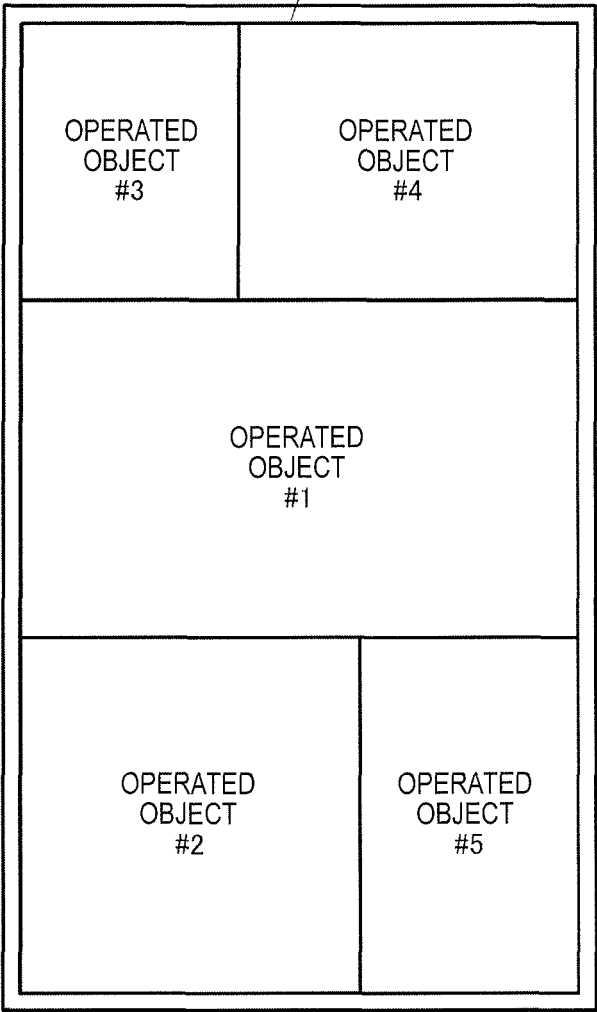 OPERATED
OBJECT
#3
OPERATED
OBJECT
#4
OPERATED
OBJECT
#1
OPERATED
OBJECT
#2
OPERATED
OBJECT
#5